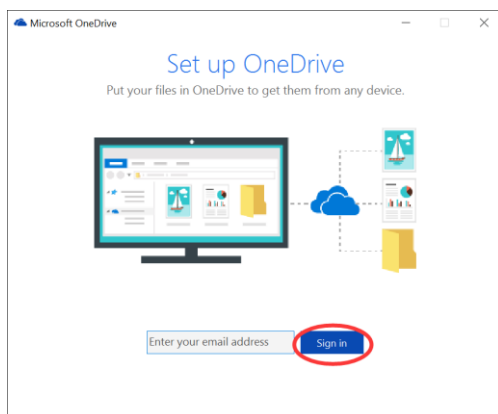 Microsoft OneDrive
Set up OneDrive
Put your files in OneDrive to get them from any device.
Enter your email address
Sign in